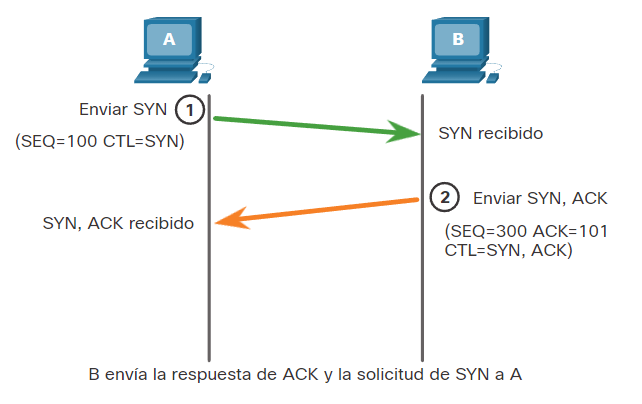 A
B
Enviar SYN 1
(SEQ=100 CTL=SYN)
SYN recibido
2 Enviar SYN, ACK
SYN, ACK recibido
(SEQ=300 ACK=101
CTL=SYN, ACK)
B envía la respuesta de ACK y la solicitud de SYN a A